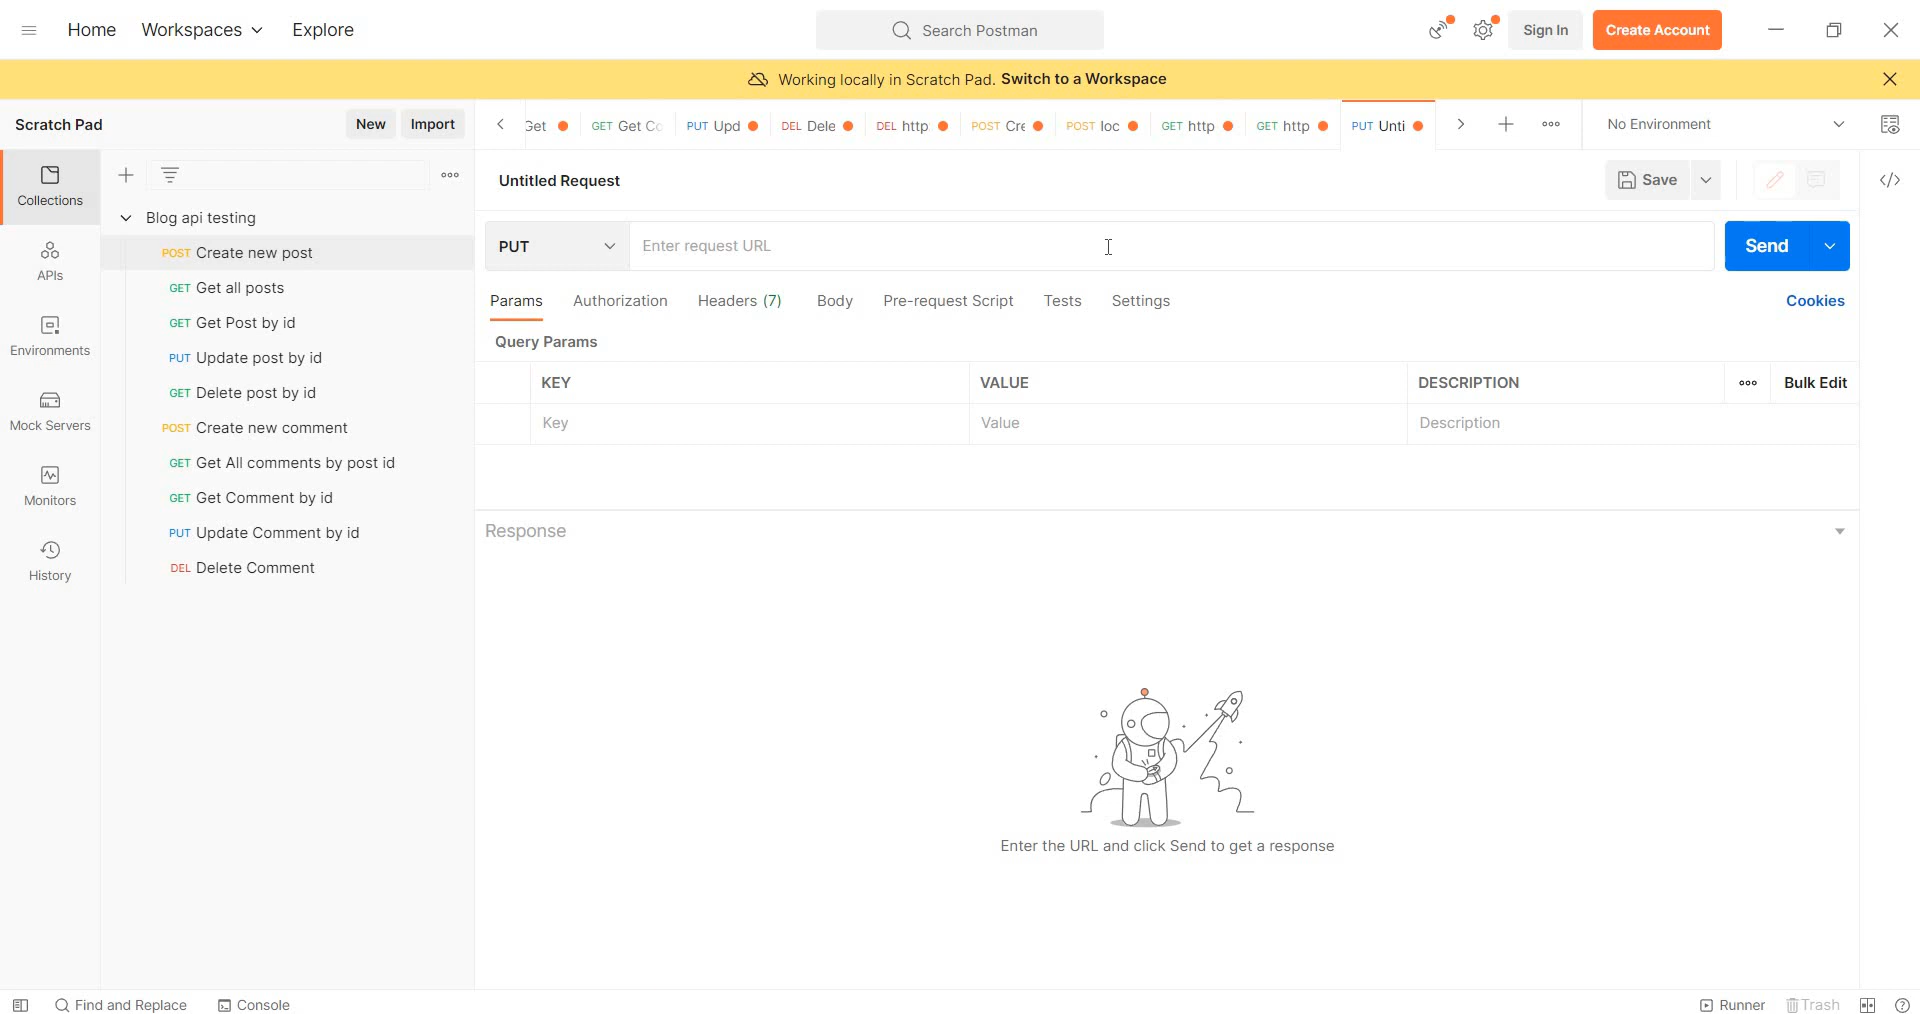 Home Workspaces Explore Search Postman Sign In Create Account
Working locally in Scratch Pad. Switch to a Workspace
Scratch Pad New Import Get GET Get Co PUT Upd DEL Dele DEL http POST Cre POST loc GET http GET http PUT Unti No Environment
Untitled Request Save
Collections
Blog api testing
POST Create new post
GET Get all posts
GET Get Post by id
PUT Update post by id
GET Delete post by id
POST Create new comment
GET Get All comments by post id
GET Get Comment by id
PUT Update Comment by id
DEL Delete Comment
APIs
Environments
Mock Servers
Monitors
History
PUT Enter request URL Send
Params Authorization Headers (7) Body Pre-request Script Tests Settings Cookies
Query Params
KEY VALUE DESCRIPTION Bulk Edit
Key Value Description
Response
Enter the URL and click Send to get a response
Find and Replace Console Runner Trash